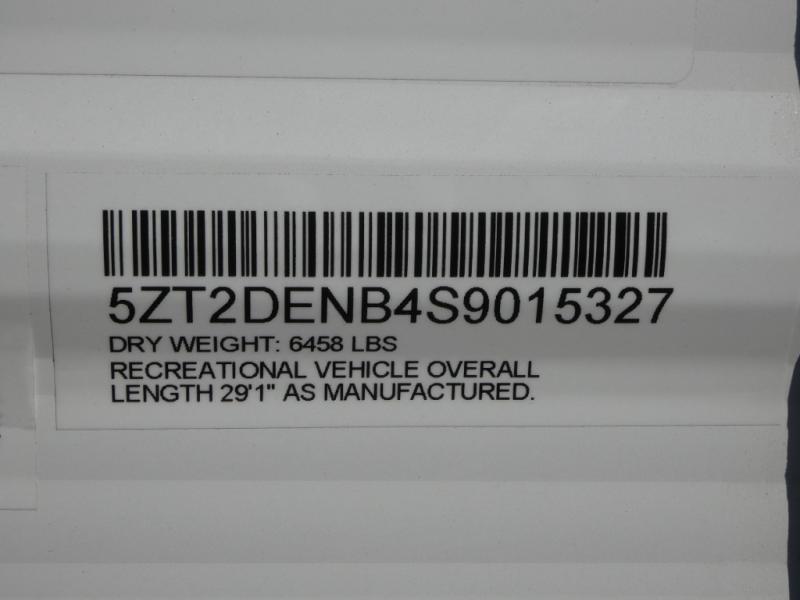 5ZT2DENB4S9015327
DRY WEIGHT: 6458 LBS
RECREATIONAL VEHICLE OVERALL
LENGTH 29'1" AS MANUFACTURED.